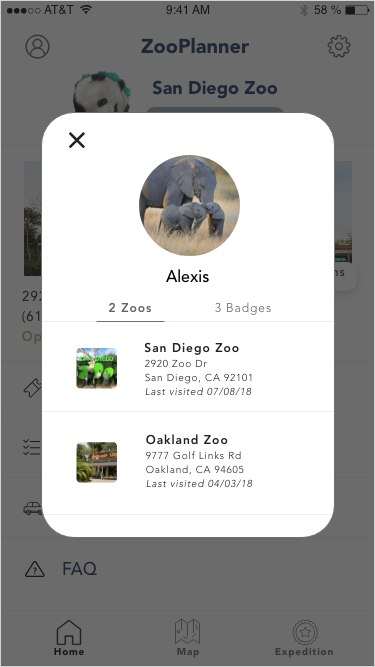 AT&T 9:41 AM 58 %
ZooPlanner
San Diego Zoo
Alexis
2 Zoos 3 Badges
San Diego Zoo
2920 Zoo Dr
San Diego, CA 92101
Last visited 07/08/18
Oakland Zoo
9777 Golf Links Rd
Oakland, CA 94605
Last visited 04/03/18
292
(61
Op
ns
FAQ
Home Map Expedition